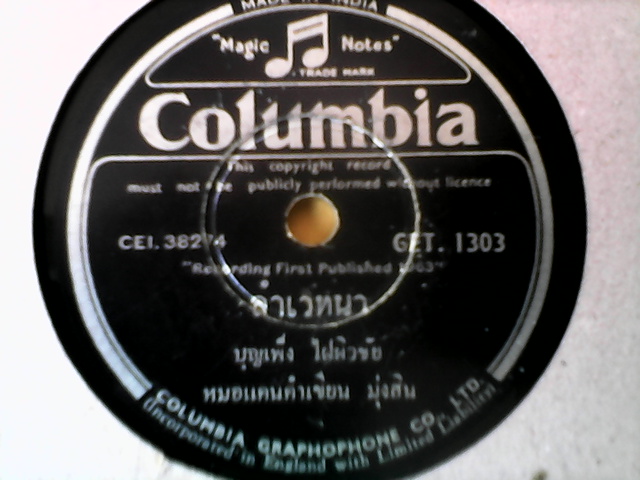 MADE IN INDIA
"Magic Notes"
TRADE MARK
Columbia
This copyright record
must not be publicly performed without licence
CEI. 38274 GET. 1303
"Recording First Published 1963"
ลำเวทนา
บุญเพ็ง ไฝผิวชัย
หมอแคนคำเขียน มุ่งสิน
COLUMBIA GRAPHOPHONE CO., LTD.
(Incorporated in England with Limited Liability)